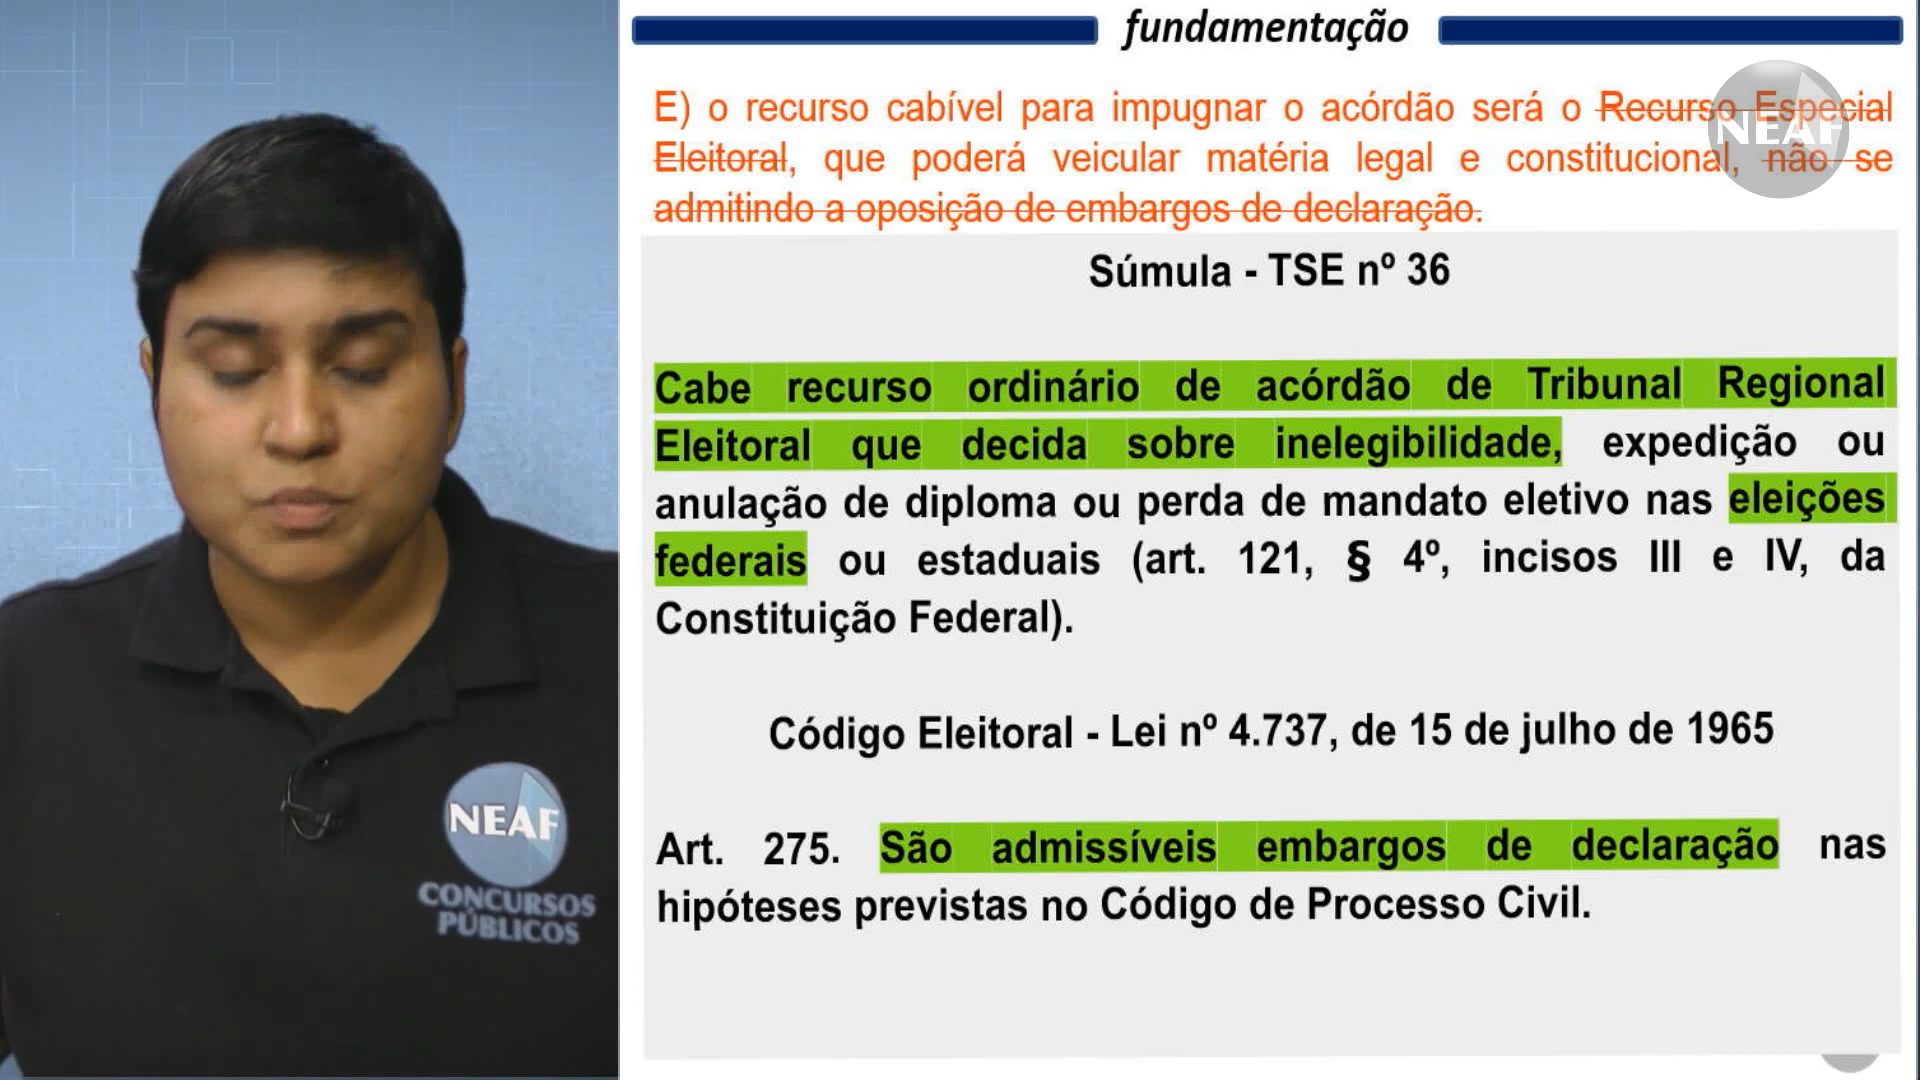 fundamentação
E) o recurso cabível para impugnar o acórdão será o Recurso Especial
Eleitoral, que poderá veicular matéria legal e constitucional, não se
admitindo a oposição de embargos de declaração.
NEAF
Súmula - TSE nº 36
Cabe recurso ordinário de acórdão de Tribunal Regional
Eleitoral que decida sobre inelegibilidade, expedição ou
anulação de diploma ou perda de mandato eletivo nas eleições
federais ou estaduais (art. 121, § 4º, incisos III e IV, da
Constituição Federal).
Código Eleitoral - Lei nº 4.737, de 15 de julho de 1965
Art. 275. São admissíveis embargos de declaração nas
hipóteses previstas no Código de Processo Civil.
NEAF
CONCURSOS
PÚBLICOS